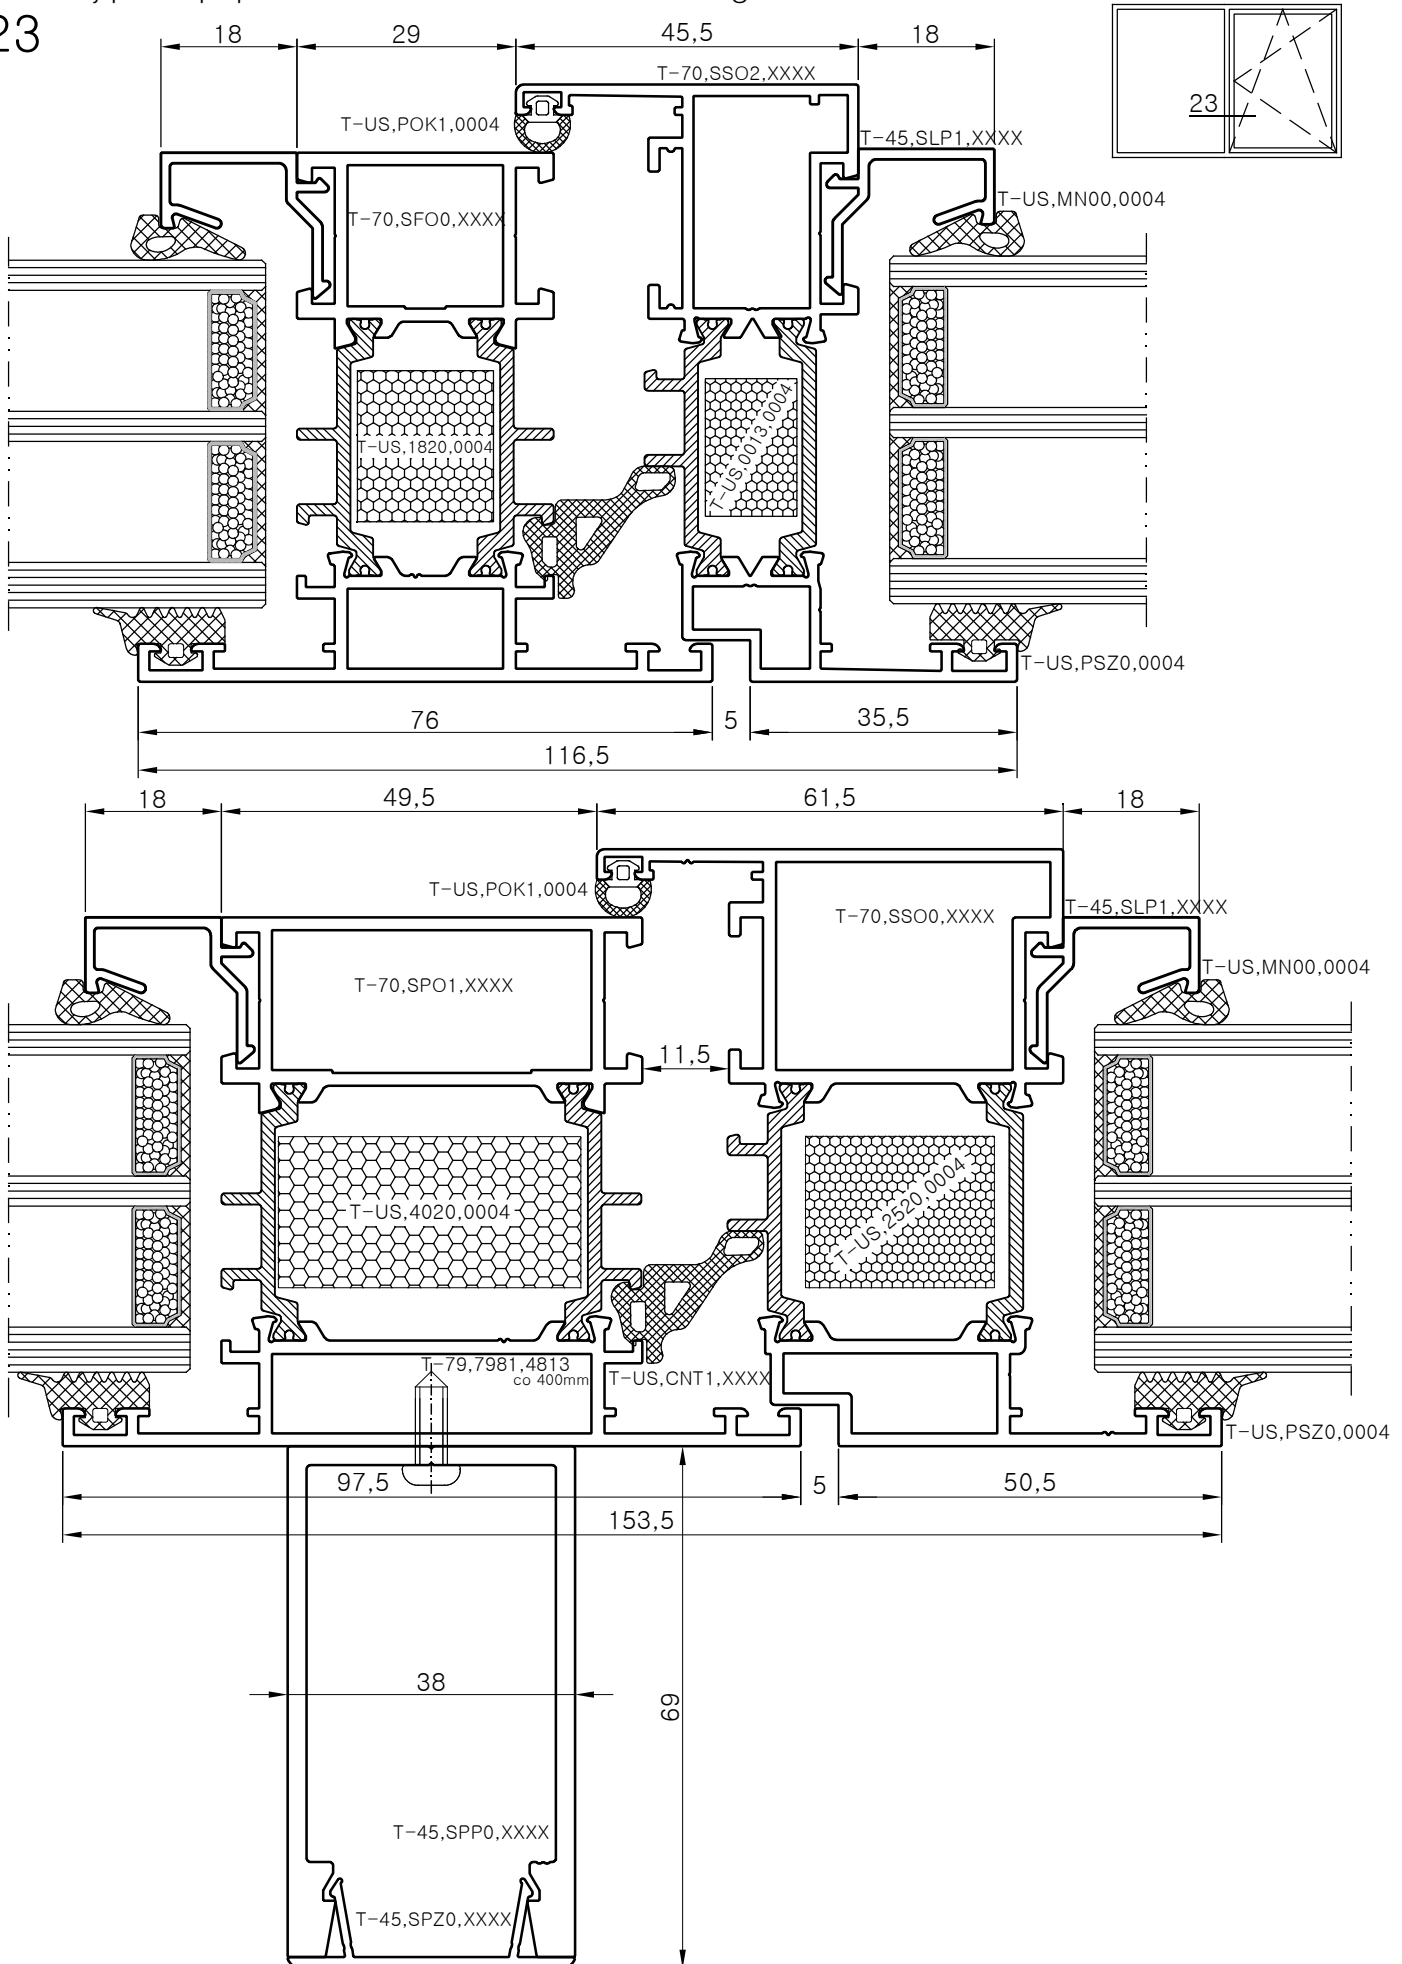 23
18
29
45,5
18
T-70,SSO2,XXXX
T-US,POK1,0004
T-45,SLP1,XXXX
23
T-US,MN00,0004
T-70,SFO0,XXXX
T-US,1820,0004
T-US,0013,0004
T-US,PSZ0,0004
76
5
35,5
116,5
18
49,5
61,5
18
T-US,POK1,0004
T-70,SSO0,XXXX
T-45,SLP1,XXXX
T-US,MN00,0004
T-70,SPO1,XXXX
11,5
T-US,4020,0004
T-US,2520,0004
T-79,7981,4813
co 400mm
T-US,CNT1,XXXX
T-US,PSZ0,0004
97,5
5
50,5
153,5
38
69
T-45,SPP0,XXXX
T-45,SPZ0,XXXX